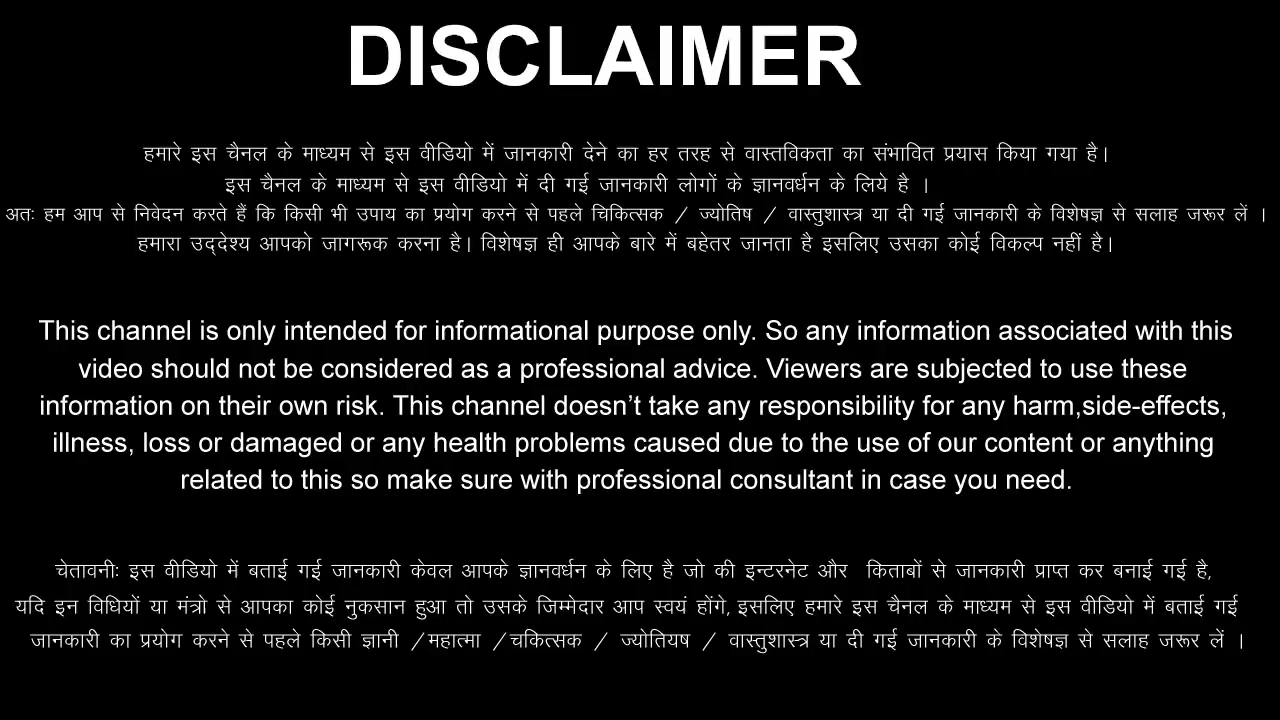 DISCLAIMER
हमारे इस चैनल के माध्यम से इस वीडियो में जानकारी देने का हर तरह से वास्तविकता का संभावित प्रयास किया गया है।
इस चैनल के माध्यम से इस वीडियो में दी गई जानकारी लोगों के ज्ञानवर्धन के लिये है ।
अतः हम आप से निवेदन करते हैं कि किसी भी उपाय का प्रयोग करने से पहले चिकित्सक / ज्योतिष / वास्तुशास्त्र या दी गई जानकारी के विशेषज्ञ से सलाह जरूर लें ।
हमारा उद्देश्य आपको जागरूक करना है। विशेषज्ञ ही आपके बारे में बहेतर जानता है इसलिए उसका कोई विकल्प नहीं है।
This channel is only intended for informational purpose only. So any information associated with this
video should not be considered as a professional advice. Viewers are subjected to use these
information on their own risk. This channel doesn’t take any responsibility for any harm,side-effects,
illness, loss or damaged or any health problems caused due to the use of our content or anything
related to this so make sure with professional consultant in case you need.
चेतावनीः इस वीडियो में बताई गई जानकारी केवल आपके ज्ञानवर्धन के लिए है जो की इन्टरनेट और किताबों से जानकारी प्राप्त कर बनाई गई है,
यदि इन विधियों या मंत्रो से आपका कोई नुकसान हुआ तो उसके जिम्मेदार आप स्वयं होंगे, इसलिए हमारे इस चैनल के माध्यम से इस वीडियो में बताई गई
जानकारी का प्रयोग करने से पहले किसी ज्ञानी /महात्मा /चकित्सक / ज्योतियष / वास्तुशास्त्र या दी गई जानकारी के विशेषज्ञ से सलाह जरूर लें ।